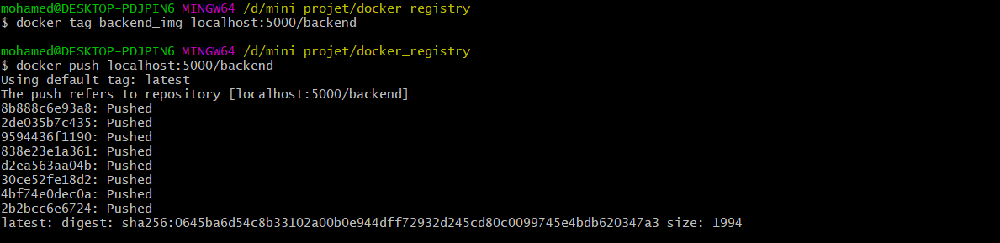 mohamed@DESKTOP-PDJPIN6 MINGW64 /d/mini projet/docker_registry
$ docker tag backend_img localhost:5000/backend
mohamed@DESKTOP-PDJPIN6 MINGW64 /d/mini projet/docker_registry
$ docker push localhost:5000/backend
Using default tag: latest
The push refers to repository [localhost:5000/backend]
8b888c6e93a8: Pushed
2de035b7c435: Pushed
9594436f1190: Pushed
838e23e1a361: Pushed
d2ea563aa04b: Pushed
30ce52fe18d2: Pushed
4bf74e0dec0a: Pushed
2b2bcc6e6724: Pushed
latest: digest: sha256:0645ba6d54c8b33102a00b0e944dff72932d245cd80c0099745e4bdb620347a3 size: 1994